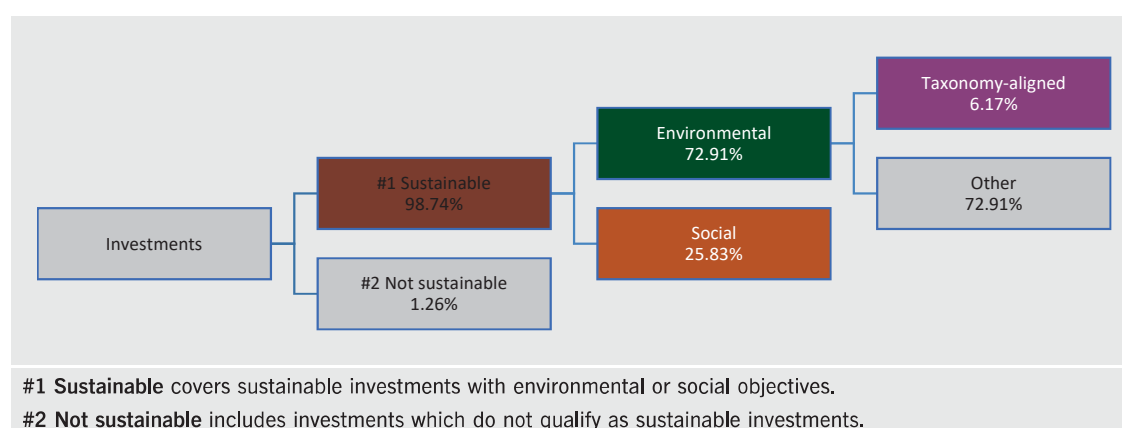 Taxonomy-aligned
6.17%
Environmental
72.91%
#1 Sustainable
98.74%
Other
72.91%
Investments
Social
25.83%
#2 Not sustainable
1.26%
#1 Sustainable covers sustainable investments with environmental or social objectives.
#2 Not sustainable includes investments which do not qualify as sustainable investments.